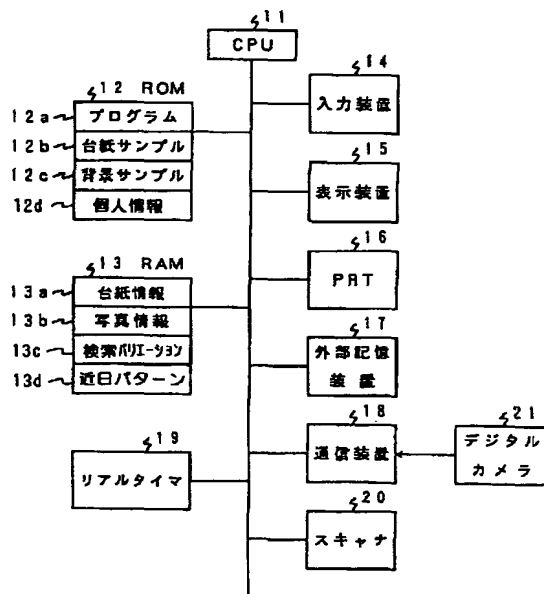 11
CPU
12 ROM
12a プログラム
12b 台紙サンプル
12c 背景サンプル
12d 個人情報
13 RAM
13a 台紙情報
13b 写真情報
13c 検索バリエーション
13d 近日パターン
19
リアルタイマ
14
入力装置
15
表示装置
16
PRT
17
外部記憶
装置
18
通信装置
20
スキャナ
21
デジタル
カメラ